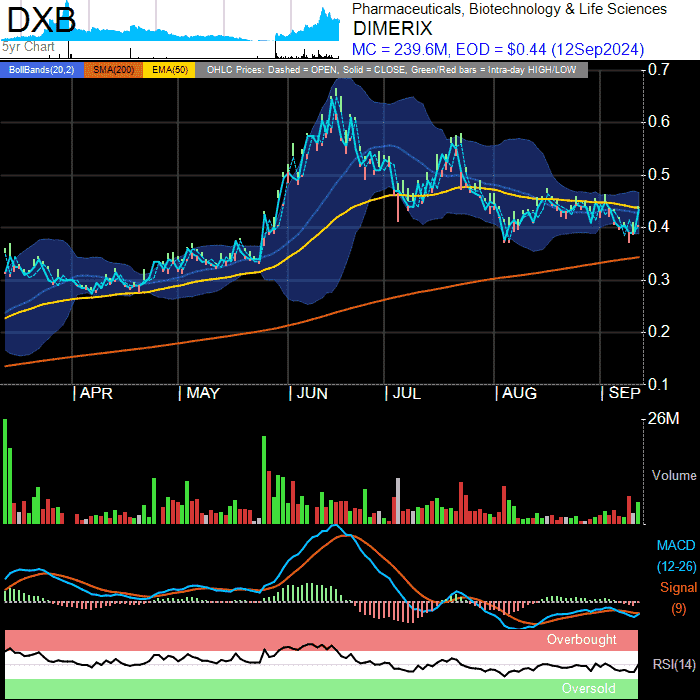 DXB
5yr Chart
Pharmaceuticals, Biotechnology & Life Sciences
DIMERIX
MC = 239.6M, EOD = $0.44 (12Sep2024)
BollBands(20,2) SMA(200) EMA(50) OHLC Prices: Dashed = OPEN, Solid = CLOSE, Green/Red bars = Intra-day HIGH/LOW
0.7
0.6
0.5
0.4
0.3
0.2
0.1
APR MAY JUN JUL AUG SEP
26M
Volume
MACD
(12-26)
Signal
(9)
Overbought
RSI(14)
Oversold